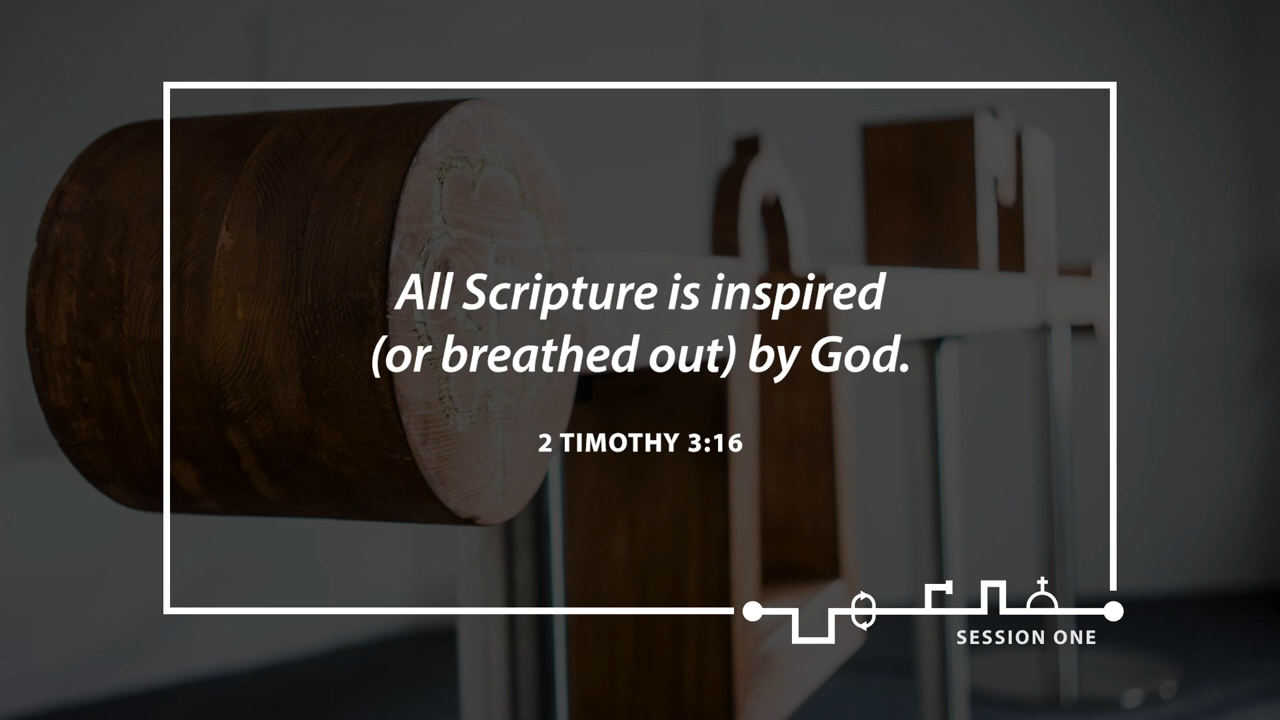 All Scripture is inspired
(or breathed out) by God.
2 TIMOTHY 3:16
SESSION ONE